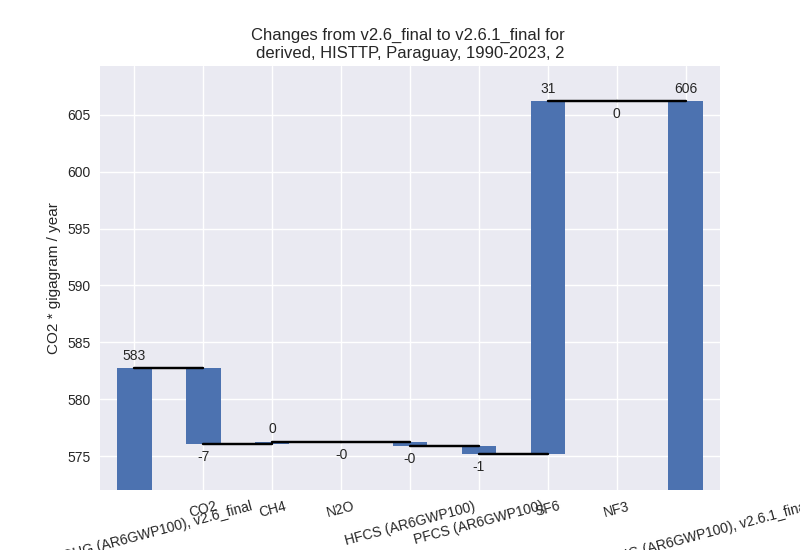 Changes from v2.6_final to v2.6.1_final for
derived, HISTTP, Paraguay, 1990-2023, 2
CO2 * gigagram / year
605
600
595
590
585
580
575
583
-7
0
-0
-0
-1
31
0
606
(AR6GWP100), v2.6_final
CO2
CH4
N2O
HFCS (AR6GWP100)
PFCS (AR6GWP100)
SF6
NF3
(AR6GWP100), v2.6.1_fina